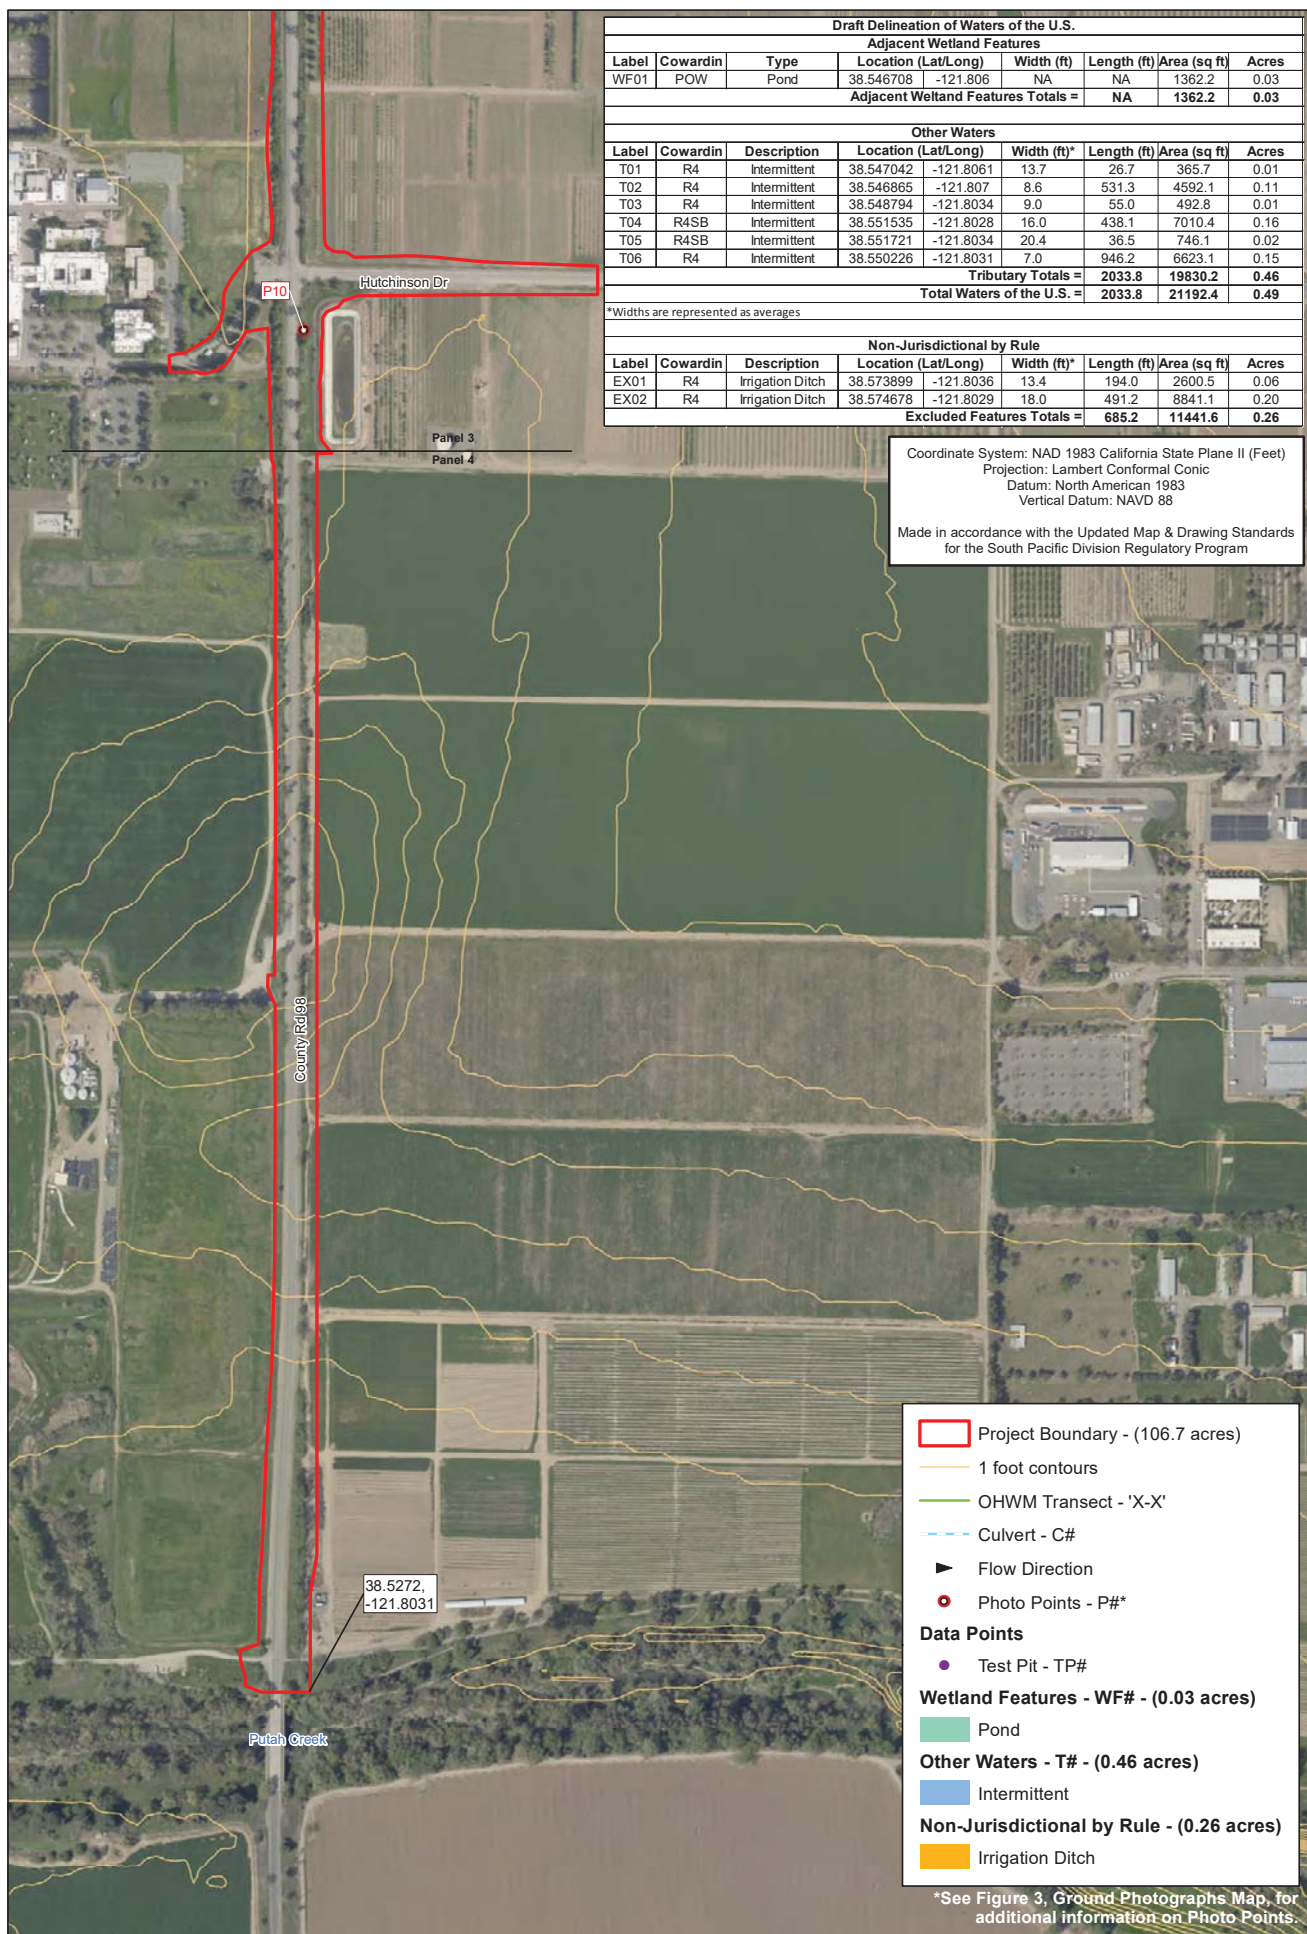 Draft Delineation of Waters of the U.S.
Adjacent Wetland Features
Label Cowardin Type Location (Lat/Long) Width (ft) Length (ft) Area (sq ft) Acres
WF01 POW Pond 38.546708 -121.806 NA NA 1362.2 0.03
Adjacent Weltand Features Totals = NA 1362.2 0.03
Other Waters
Label Cowardin Description Location (Lat/Long) Width (ft)* Length (ft) Area (sq ft) Acres
T01 R4 Intermittent 38.547042 -121.8061 13.7 26.7 365.7 0.01
T02 R4 Intermittent 38.546865 -121.807 8.6 531.3 4592.1 0.11
T03 R4 Intermittent 38.548794 -121.8034 9.0 55.0 492.8 0.01
T04 R4SB Intermittent 38.551535 -121.8028 16.0 438.1 7010.4 0.16
T05 R4SB Intermittent 38.551721 -121.8034 20.4 36.5 746.1 0.02
T06 R4 Intermittent 38.550226 -121.8031 7.0 946.2 6623.1 0.15
Tributary Totals = 2033.8 19830.2 0.46
Total Waters of the U.S. = 2033.8 21192.4 0.49
*Widths are represented as averages
Non-Jurisdictional by Rule
Label Cowardin Description Location (Lat/Long) Width (ft)* Length (ft) Area (sq ft) Acres
EX01 R4 Irrigation Ditch 38.573899 -121.8036 13.4 194.0 2600.5 0.06
EX02 R4 Irrigation Ditch 38.574678 -121.8029 18.0 491.2 8841.1 0.20
Excluded Features Totals = 685.2 11441.6 0.26
Coordinate System: NAD 1983 California State Plane II (Feet)
Projection: Lambert Conformal Conic
Datum: North American 1983
Vertical Datum: NAVD 88
Made in accordance with the Updated Map & Drawing Standards
for the South Pacific Division Regulatory Program
Hutchinson Dr
P10
Panel 3
Panel 4
County Rd 98
38.5272,
-121.8031
Putah Creek
Project Boundary - (106.7 acres)
1 foot contours
OHWM Transect - 'X-X'
Culvert - C#
Flow Direction
Photo Points - P#*
Data Points
Test Pit - TP#
Wetland Features - WF# - (0.03 acres)
Pond
Other Waters - T# - (0.46 acres)
Intermittent
Non-Jurisdictional by Rule - (0.26 acres)
Irrigation Ditch
*See Figure 3, Ground Photographs Map, for
additional information on Photo Points.